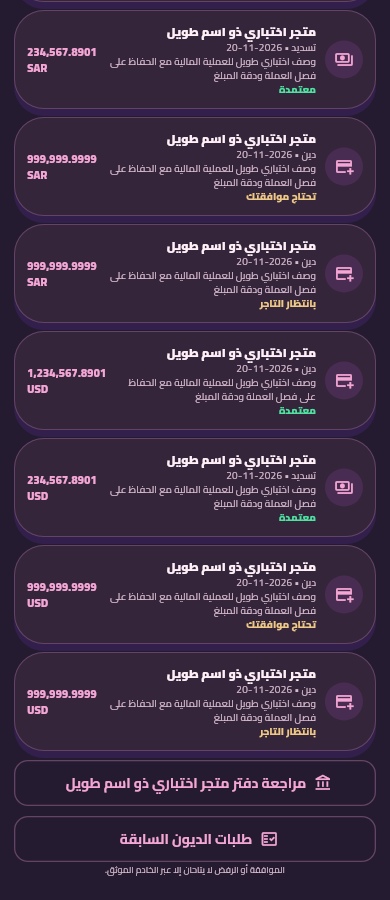 متجر اختباري ذو اسم طويل
تسديد • 2026-11-20
وصف اختباري طويل للعملية المالية مع الحفاظ على
فصل العملة ودقة المبلغ
معتمدة
234,567.8901
SAR
متجر اختباري ذو اسم طويل
دين • 2026-11-20
وصف اختباري طويل للعملية المالية مع الحفاظ على
فصل العملة ودقة المبلغ
تحتاج موافقتك
999,999.9999
SAR
متجر اختباري ذو اسم طويل
دين • 2026-11-20
وصف اختباري طويل للعملية المالية مع الحفاظ على
فصل العملة ودقة المبلغ
بانتظار التاجر
999,999.9999
SAR
متجر اختباري ذو اسم طويل
دين • 2026-11-20
وصف اختباري طويل للعملية المالية مع الحفاظ
على فصل العملة ودقة المبلغ
معتمدة
1,234,567.8901
USD
متجر اختباري ذو اسم طويل
تسديد • 2026-11-20
وصف اختباري طويل للعملية المالية مع الحفاظ على
فصل العملة ودقة المبلغ
معتمدة
234,567.8901
USD
متجر اختباري ذو اسم طويل
دين • 2026-11-20
وصف اختباري طويل للعملية المالية مع الحفاظ على
فصل العملة ودقة المبلغ
تحتاج موافقتك
999,999.9999
USD
متجر اختباري ذو اسم طويل
دين • 2026-11-20
وصف اختباري طويل للعملية المالية مع الحفاظ على
فصل العملة ودقة المبلغ
بانتظار التاجر
999,999.9999
USD
مراجعة دفتر متجر اختباري ذو اسم طويل
طلبات الديون السابقة
الموافقة أو الرفض لا يتاحان إلا عبر الخادم الموثق.